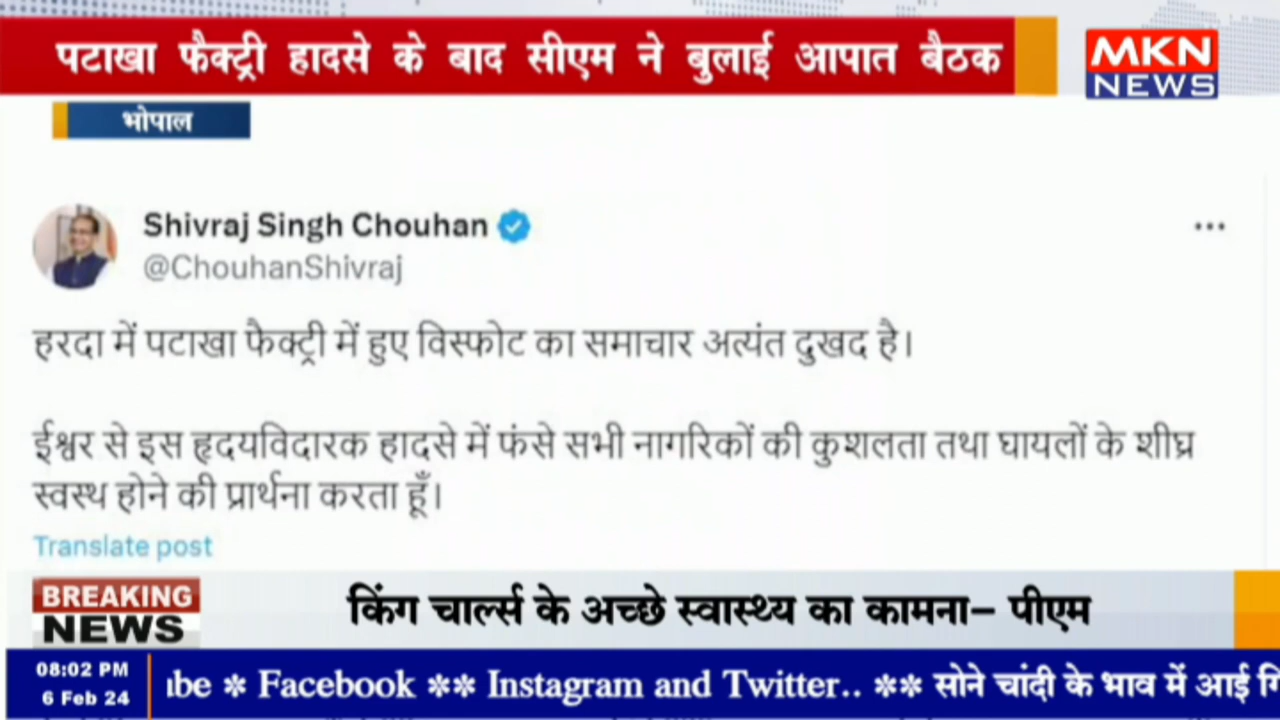 पटाखा फैक्ट्री हादसे के बाद सीएम ने बुलाई आपात बैठक
MKN
NEWS
भोपाल
Shivraj Singh Chouhan
@ChouhanShivraj
हरदा में पटाखा फैक्ट्री में हुए विस्फोट का समाचार अत्यंत दुखद है।
ईश्वर से इस हृदयविदारक हादसे में फंसे सभी नागरिकों की कुशलता तथा घायलों के शीघ्र
स्वस्थ होने की प्रार्थना करता हूँ।
Translate post
BREAKING
NEWS
किंग चार्ल्स के अच्छे स्वास्थ्य का कामना– पीएम
08:02 PM
6 Feb 24
ibe * Facebook ** Instagram and Twitter.. ** सोने चांदी के भाव में आई